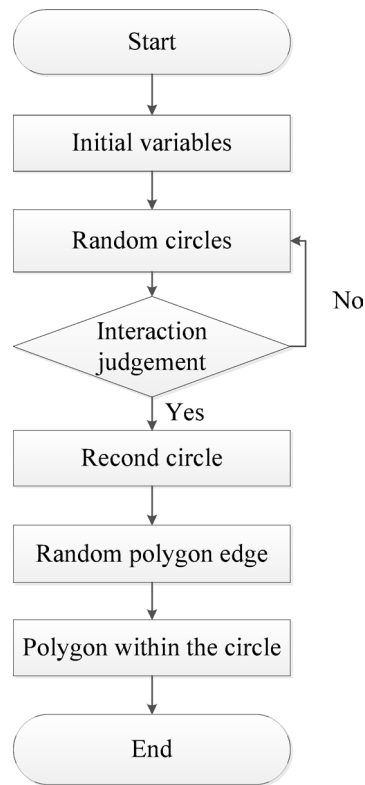 Start
Initial variables
Random circles
No
Interaction
judgement
Yes
Recond circle
Random polygon edge
Polygon within the circle
End